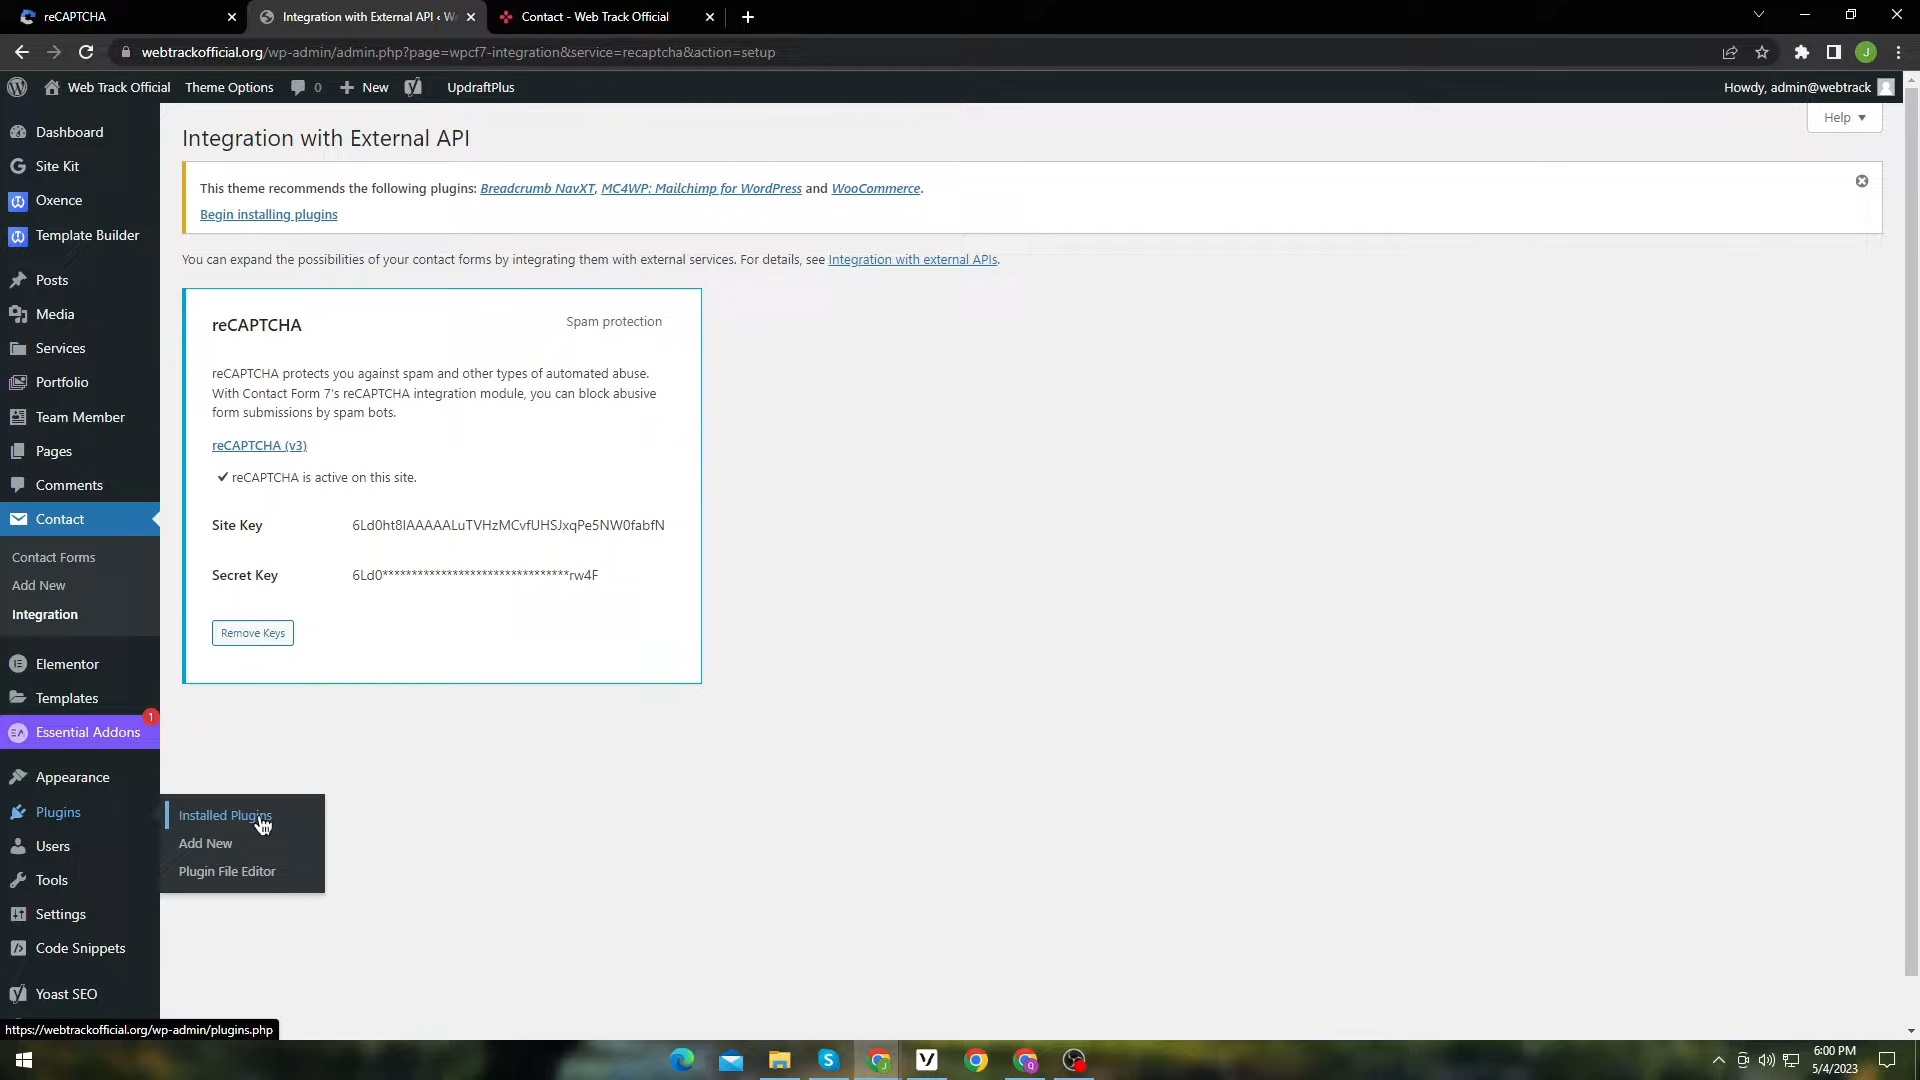 reCAPTCHA
Integration with External API ‹ W
Contact - Web Track Official
webtrackofficial.org/wp-admin/admin.php?page=wpcf7-integration&service=recaptcha&action=setup
J
Web Track Official
Theme Options
0
New
UpdraftPlus
Howdy, admin@webtrack
Dashboard
Site Kit
Oxence
Template Builder
Posts
Media
Services
Portfolio
Team Member
Pages
Comments
Contact
Contact Forms
Add New
Integration
Elementor
Templates
Essential Addons
1
Appearance
Plugins
Users
Tools
Settings
Code Snippets
Yoast SEO
Installed Plugins
Add New
Plugin File Editor
Help
Integration with External API
This theme recommends the following plugins: Breadcrumb NavXT, MC4WP: Mailchimp for WordPress and WooCommerce.
Begin installing plugins
You can expand the possibilities of your contact forms by integrating them with external services. For details, see Integration with external APIs.
reCAPTCHA
Spam protection
reCAPTCHA protects you against spam and other types of automated abuse.
With Contact Form 7's reCAPTCHA integration module, you can block abusive
form submissions by spam bots.
reCAPTCHA (v3)
✔ reCAPTCHA is active on this site.
Site Key
6Ld0ht8IAAAAALuTVHzMCvfUHSJxqPe5NW0fabfN
Secret Key
6Ld0********************************rw4F
Remove Keys
https://webtrackofficial.org/wp-admin/plugins.php
6:00 PM
5/4/2023